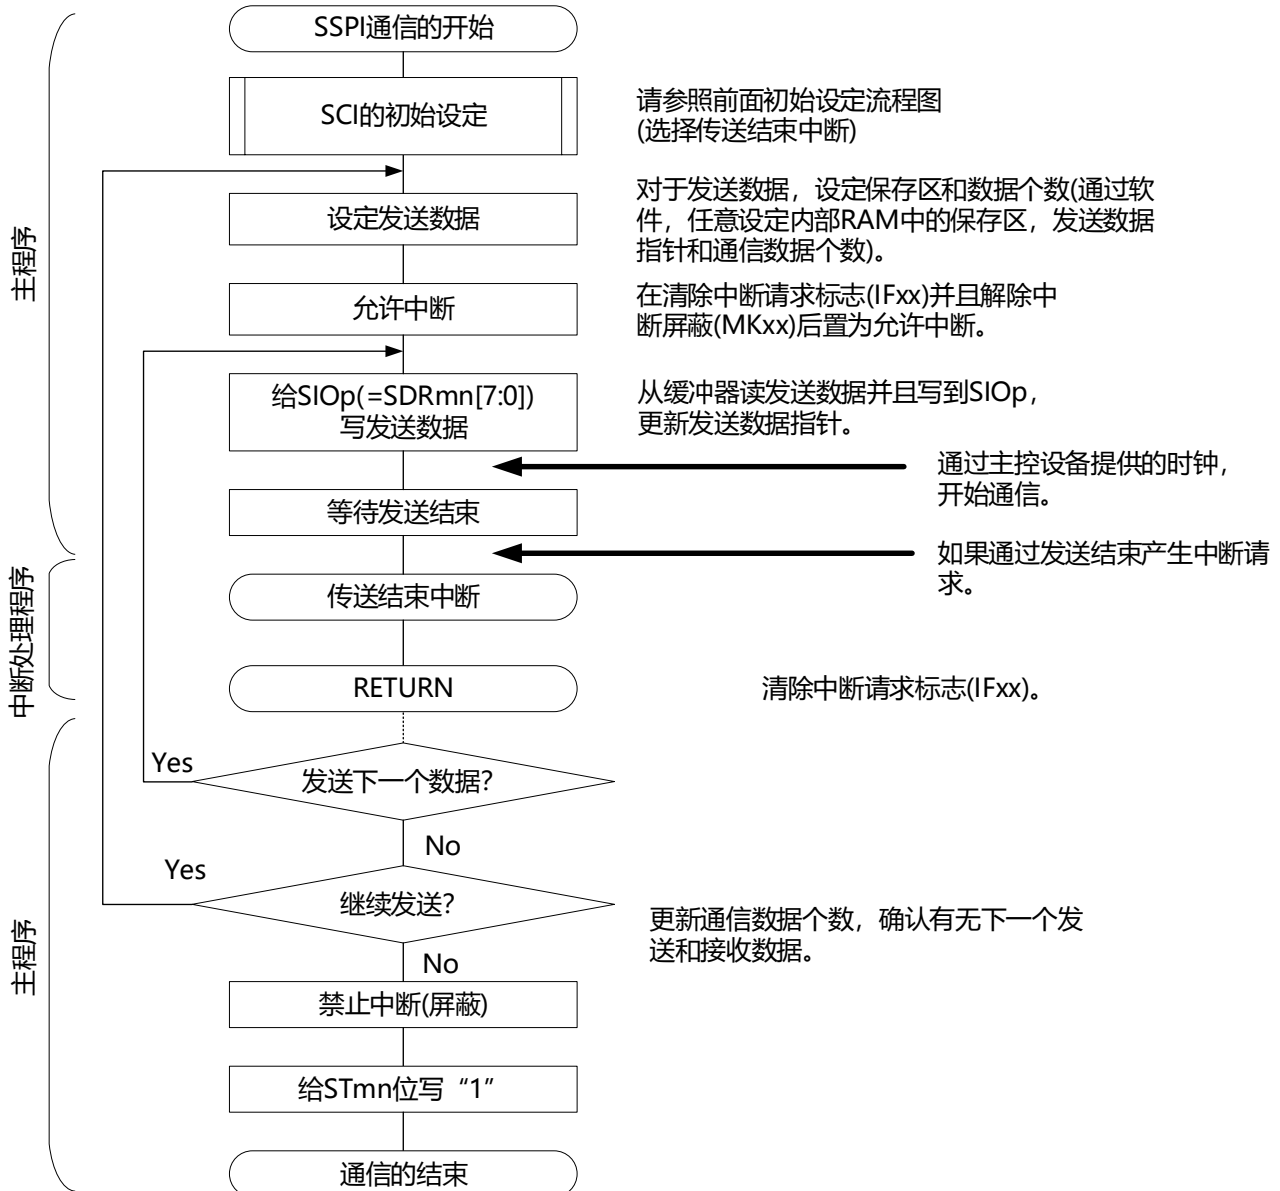 SSPI通信的开始
SCI的初始设定
请参照前面初始设定流程图
(选择传送结束中断)
设定发送数据
对于发送数据，设定保存区和数据个数(通过软
件，任意设定内部RAM中的保存区，发送数据
指针和通信数据个数)。
主程序
允许中断
在清除中断请求标志(IFxx)并且解除中
断屏蔽(MKxx)后置为允许中断。
给SIOp(=SDRmn[7:0])
写发送数据
从缓冲器读发送数据并且写到SIOp，
更新发送数据指针。
通过主控设备提供的时钟，
开始通信。
等待发送结束
如果通过发送结束产生中断请
求。
中断处理程序
传送结束中断
RETURN
清除中断请求标志(IFxx)。
Yes
发送下一个数据？
No
Yes
继续发送？
更新通信数据个数，确认有无下一个发
送和接收数据。
No
主程序
禁止中断(屏蔽)
给STmn位写“1”
通信的结束